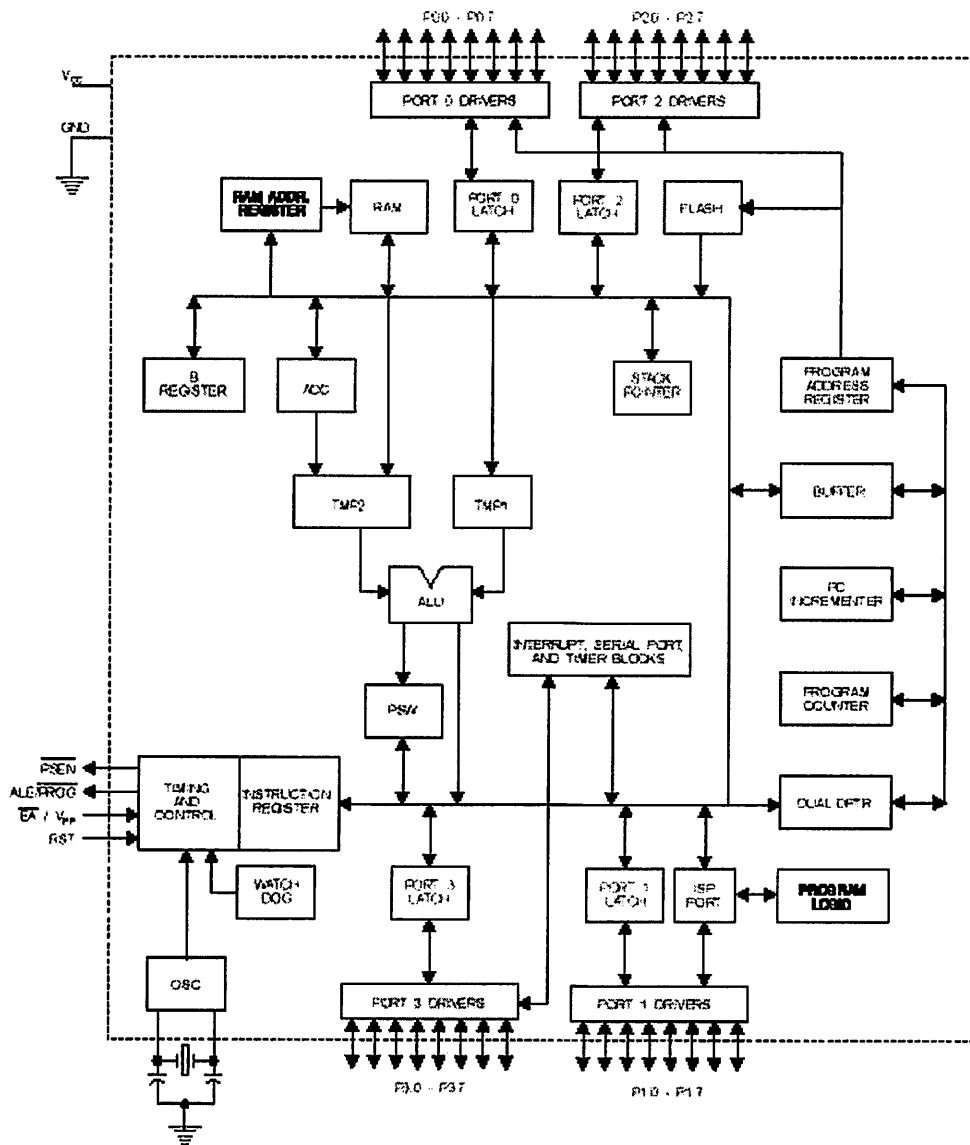 P0.0 - P0.7
P2.0 - P2.7
VCC
PORT 0 DRIVERS
PORT 2 DRIVERS
GND
RAM ADDR.
REGISTER
RAM
PORT 0
LATCH
PORT 2
LATCH
FLASH
B
REGISTER
ACC
STACK
POINTER
PROGRAM
ADDRESS
REGISTER
TMP2
TMP1
BUFFER
ALU
PC
INCREMENTER
INTERRUPT, SERIAL PORT,
AND TIMER BLOCKS
PSW
PROGRAM
COUNTER
PSEN
ALE/PROG
EA / VPP
RST
TIMING
AND
CONTROL
INSTRUCTION
REGISTER
DUAL DPTR
WATCH
DOG
PORT 3
LATCH
PORT 1
LATCH
ISP
PORT
PROGRAM
LOGIC
OSC
PORT 3 DRIVERS
PORT 1 DRIVERS
P3.0 - P3.7
P1.0 - P1.7